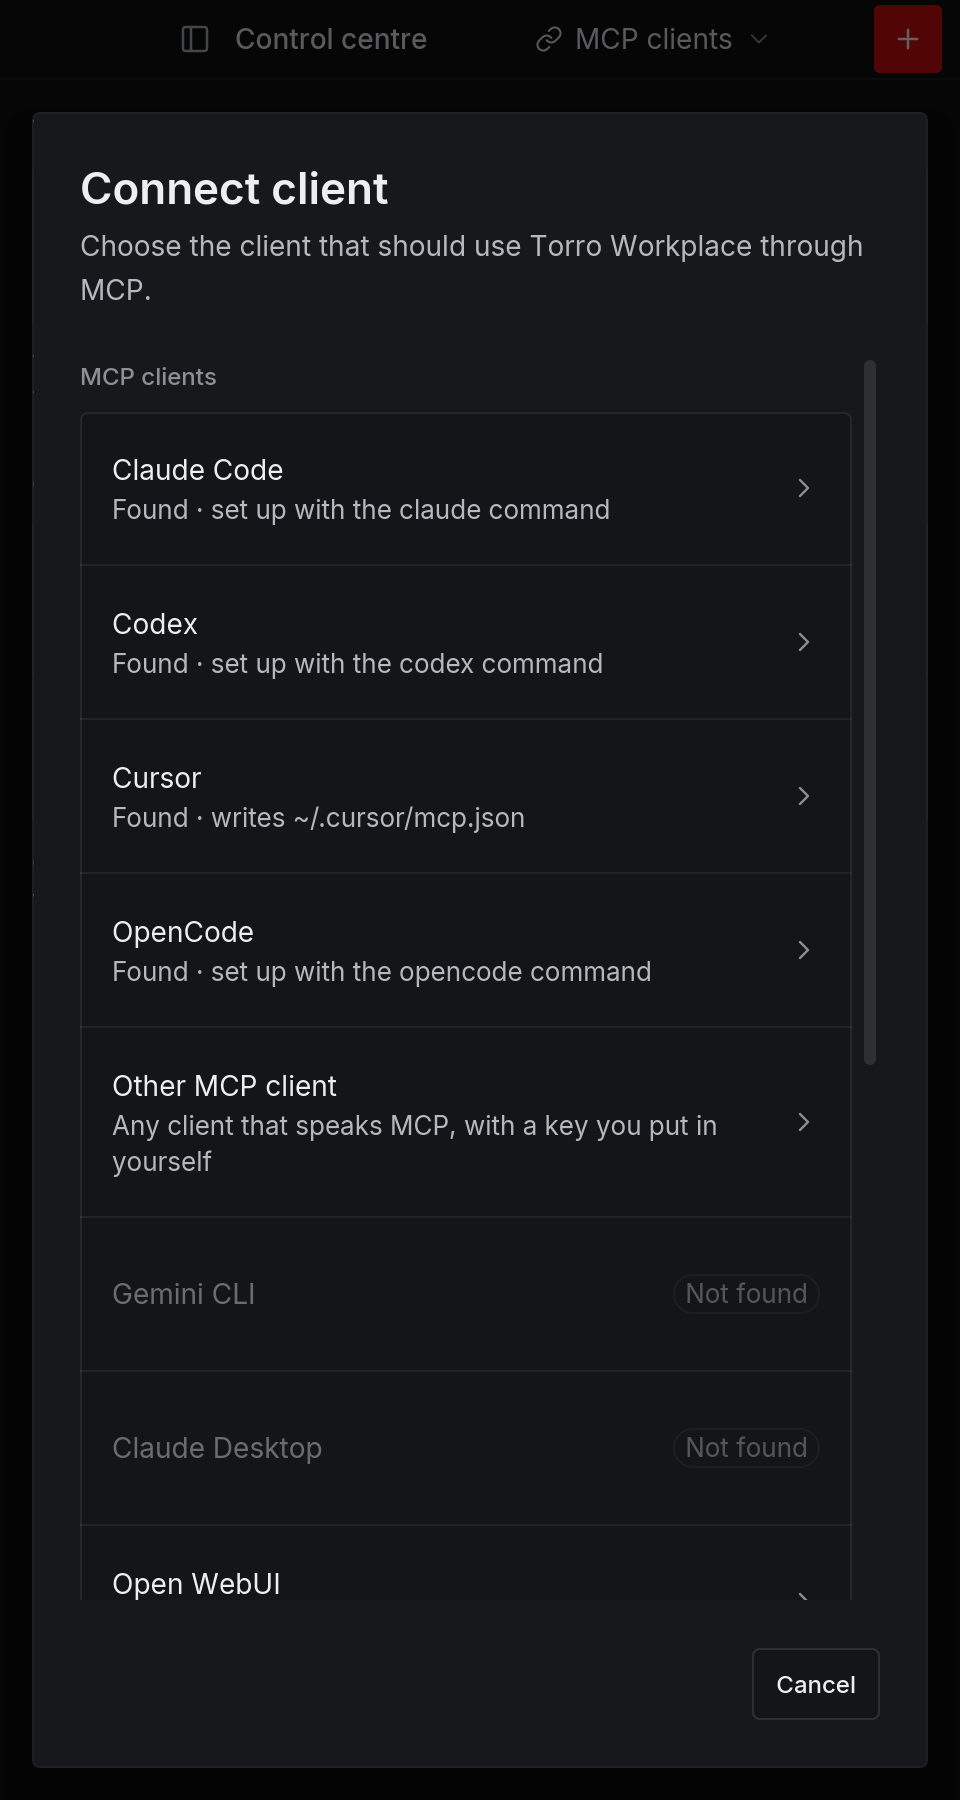 Control centre
MCP clients
Connect client
Choose the client that should use Torro Workplace through
MCP.
MCP clients
Claude Code
Found · set up with the claude command
Codex
Found · set up with the codex command
Cursor
Found · writes ~/.cursor/mcp.json
OpenCode
Found · set up with the opencode command
Other MCP client
Any client that speaks MCP, with a key you put in
yourself
Gemini CLI
Not found
Claude Desktop
Not found
Open WebUI
Cancel